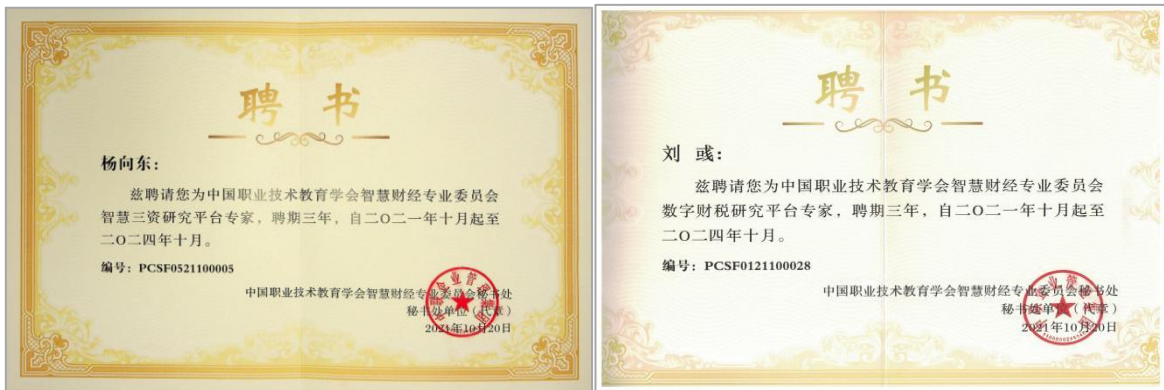 聘书
杨向东：
兹聘请您为中国职业技术教育学会智慧财经专业委员会
智慧三资研究平台专家，聘期三年，自二〇二一年十月起至
二〇二四年十月。
编号：PCSF0521100005
中国职业技术教育学会智慧财经专业委员会秘书处
秘书处单位（代章）
2021年10月20日
聘书
刘 彧：
兹聘请您为中国职业技术教育学会智慧财经专业委员会
数字财税研究平台专家，聘期三年，自二〇二一年十月起至
二〇二四年十月。
编号：PCSF0121100028
中国职业技术教育学会智慧财经专业委员会秘书处
秘书处单位（代章）
2021年10月20日